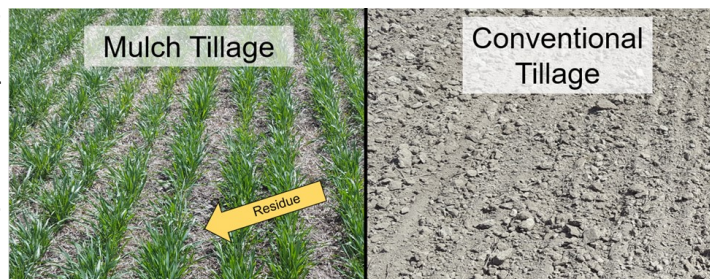 Mulch Tillage
Residue
Conventional
Tillage